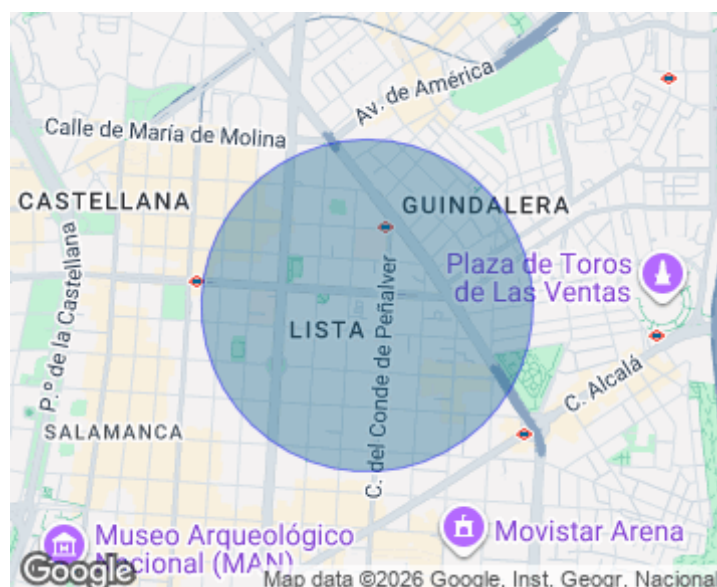 Av. de América
Calle de María de Molina
CASTELLANA
GUINDALERA
P.º de la Castellana
Plaza de Toros
de Las Ventas
C. del Conde de Peñalver
LISTA
C. Alcalá
SALAMANCA
Museo Arqueológico
Nacional (MAN)
Movistar Arena
Google
Map data ©2026 Google, Inst. Geogr. Nacional